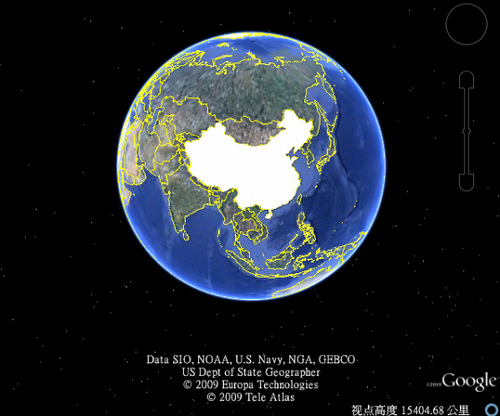 Data SIO, NOAA, U.S. Navy, NGA, GEBCO
US Dept of State Geographer
© 2009 Europa Technologies
© 2009 Tele Atlas
©2009 Google
视点高度 15404.68 公里